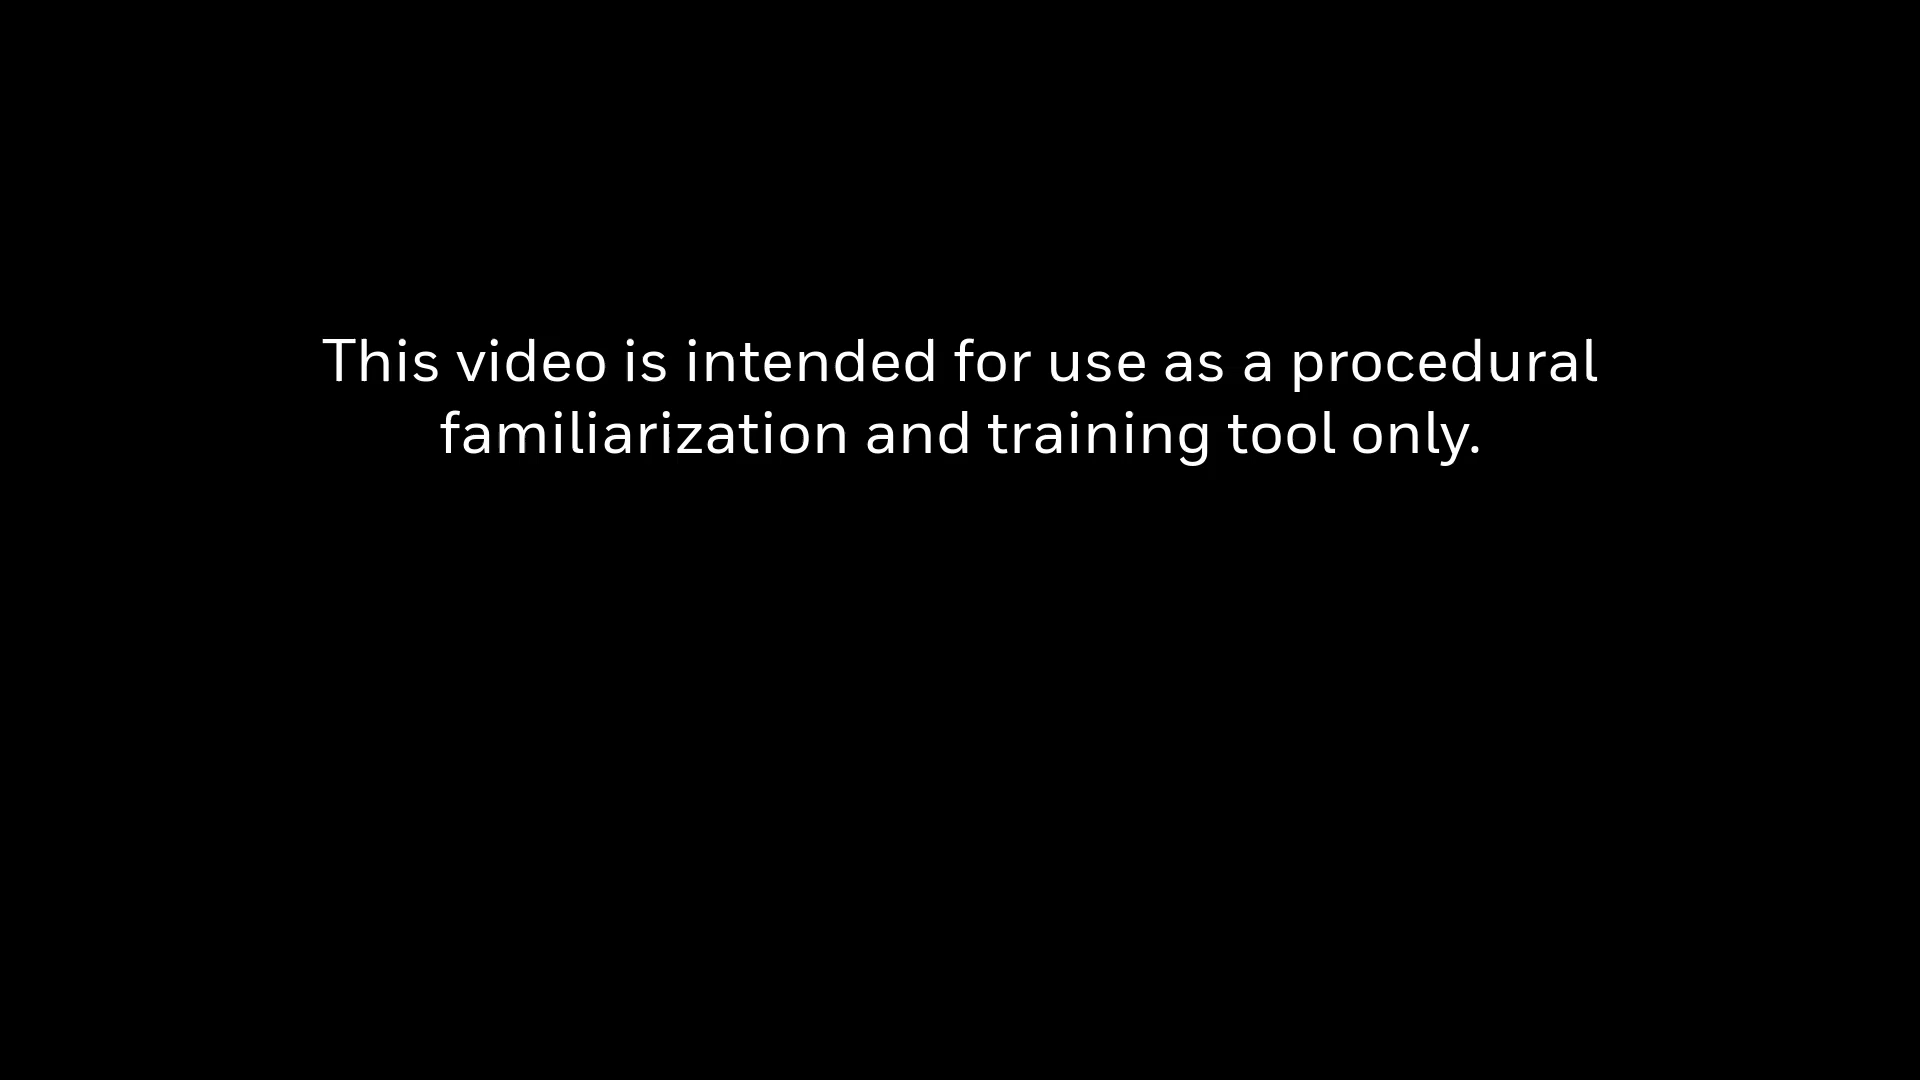 This video is intended for use as a procedural
familiarization and training tool only.